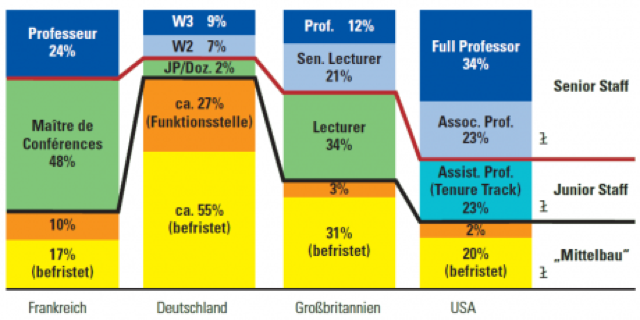 Professeur
24%
Maître de
Conférences
48%
10%
17%
(befristet)
Frankreich
W3 9%
W2 7%
JP/Doz. 2%
ca. 27%
(Funktionsstelle)
ca. 55%
(befristet)
Deutschland
Prof. 12%
Sen. Lecturer
21%
Lecturer
34%
3%
31%
(befristet)
Großbritannien
Full Professor
34%
Assoc. Prof.
23%
Assist. Prof.
(Tenure Track)
23%
2%
20%
(befristet)
USA
Senior Staff
Junior Staff
„Mittelbau"